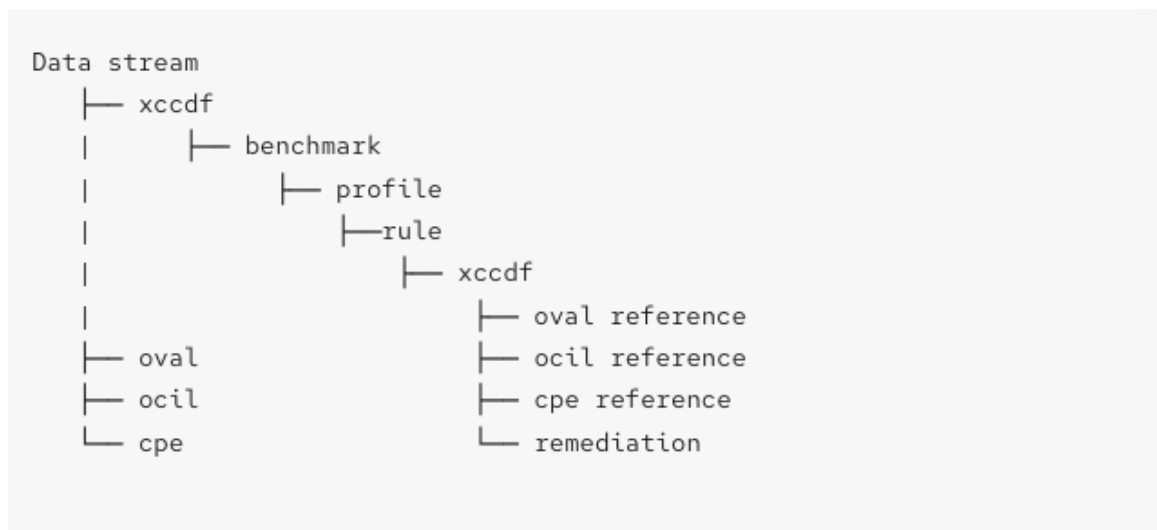 Data stream
├── xccdf
|      ├── benchmark
|            ├── profile
|                ├──rule
|                    ├── xccdf
|                         ├── oval reference
├── oval                  ├── ocil reference
├── ocil                  ├── cpe reference
└── cpe                   └── remediation